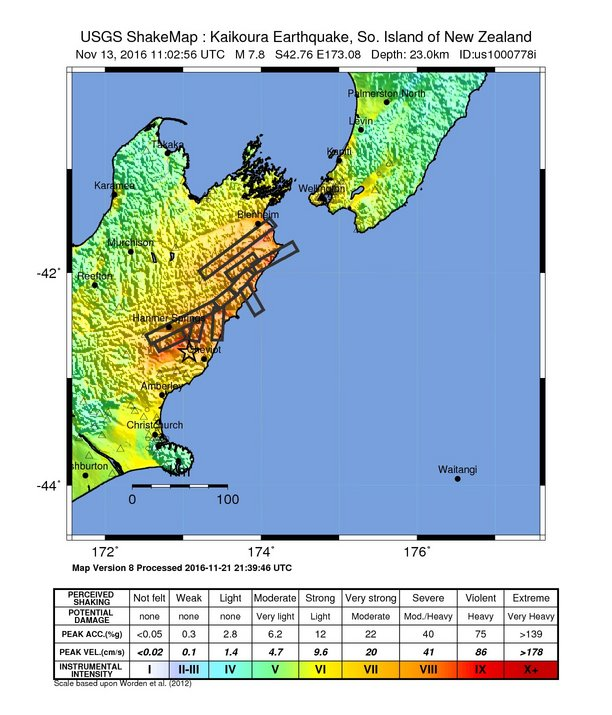 USGS ShakeMap : Kaikoura Earthquake, So. Island of New Zealand
Nov 13, 2016 11:02:56 UTC M 7.8 S42.76 E173.08 Depth: 23.0km ID:us1000778i
Palmerston North
Levin
Takaka
Kapiti
Karamea
Wellington
Blenheim
Murchison
-42˚
Reefton
Hanmer Springs
Cheviot
Amberley
Christchurch
Waitangi
shburton
km
-44˚
0 100
172˚ 174˚ 176˚
Map Version 8 Processed 2016-11-21 21:39:46 UTC
PERCEIVED SHAKING Not felt Weak Light Moderate Strong Very strong Severe Violent Extreme
POTENTIAL DAMAGE none none none Very light Light Moderate Mod./Heavy Heavy Very Heavy
PEAK ACC.(%g) <0.05 0.3 2.8 6.2 12 22 40 75 >139
PEAK VEL.(cm/s) <0.02 0.1 1.4 4.7 9.6 20 41 86 >178
INSTRUMENTAL INTENSITY I II-III IV V VI VII VIII IX X+
Scale based upon Worden et al. (2012)